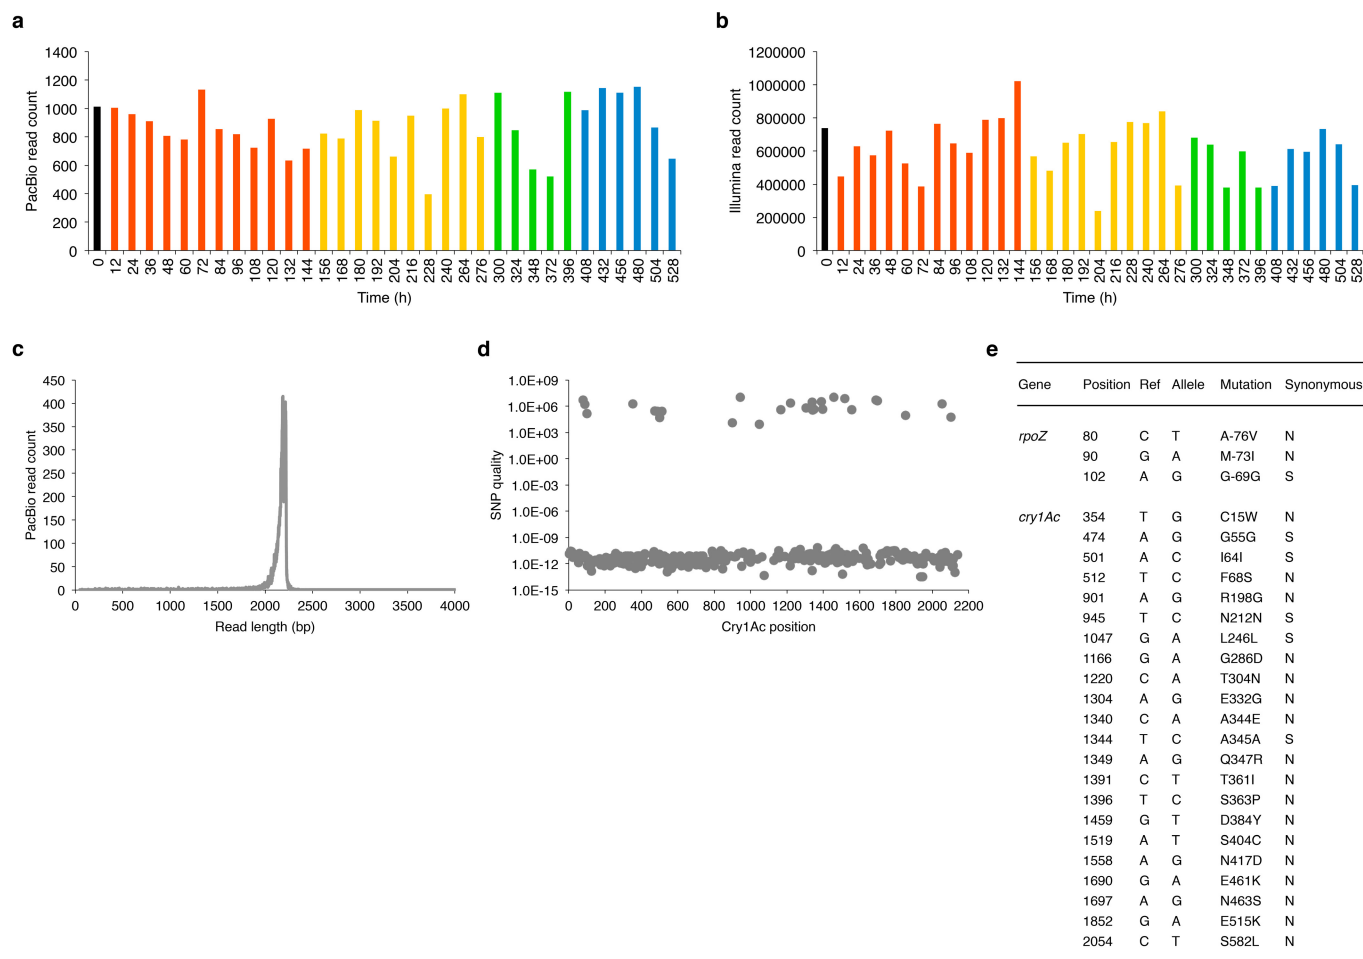 a
1400
1200
1000
800
600
400
200
0
PacBio read count
0 12 24 36 48 60 72 84 96 108 120 132 144 156 168 180 192 204 216 228 240 264 276 300 324 348 372 396 408 432 456 480 504 528
Time (h)
b
1200000
1000000
800000
600000
400000
200000
0
Illumina read count
0 12 24 36 48 60 72 84 96 108 120 132 144 156 168 180 192 204 216 228 240 264 276 300 324 348 372 396 408 432 456 480 504 528
Time (h)
c
450
400
350
300
250
200
150
100
50
0
PacBio read count
0 500 1000 1500 2000 2500 3000 3500 4000
Read length (bp)
d
1.0E+09
1.0E+06
1.0E+03
1.0E+00
1.0E-03
1.0E-06
1.0E-09
1.0E-12
1.0E-15
SNP quality
0 200 400 600 800 1000 1200 1400 1600 1800 2000 2200
Cry1Ac position
e
Gene Position Ref Allele Mutation Synonymous
rpoZ 80 C T A-76V N
90 G A M-73I N
102 A G G-69G S
cry1Ac 354 T G C15W N
474 A G G55G S
501 A C I64I S
512 T C F68S N
901 A G R198G N
945 T C N212N S
1047 G A L246L S
1166 G A G286D N
1220 C A T304N N
1304 A G E332G N
1340 C A A344E N
1344 T C A345A S
1349 A G Q347R N
1391 C T T361I N
1396 T C S363P N
1459 G T D384Y N
1519 A T S404C N
1558 A G N417D N
1690 G A E461K N
1697 A G N463S N
1852 G A E515K N
2054 C T S582L N